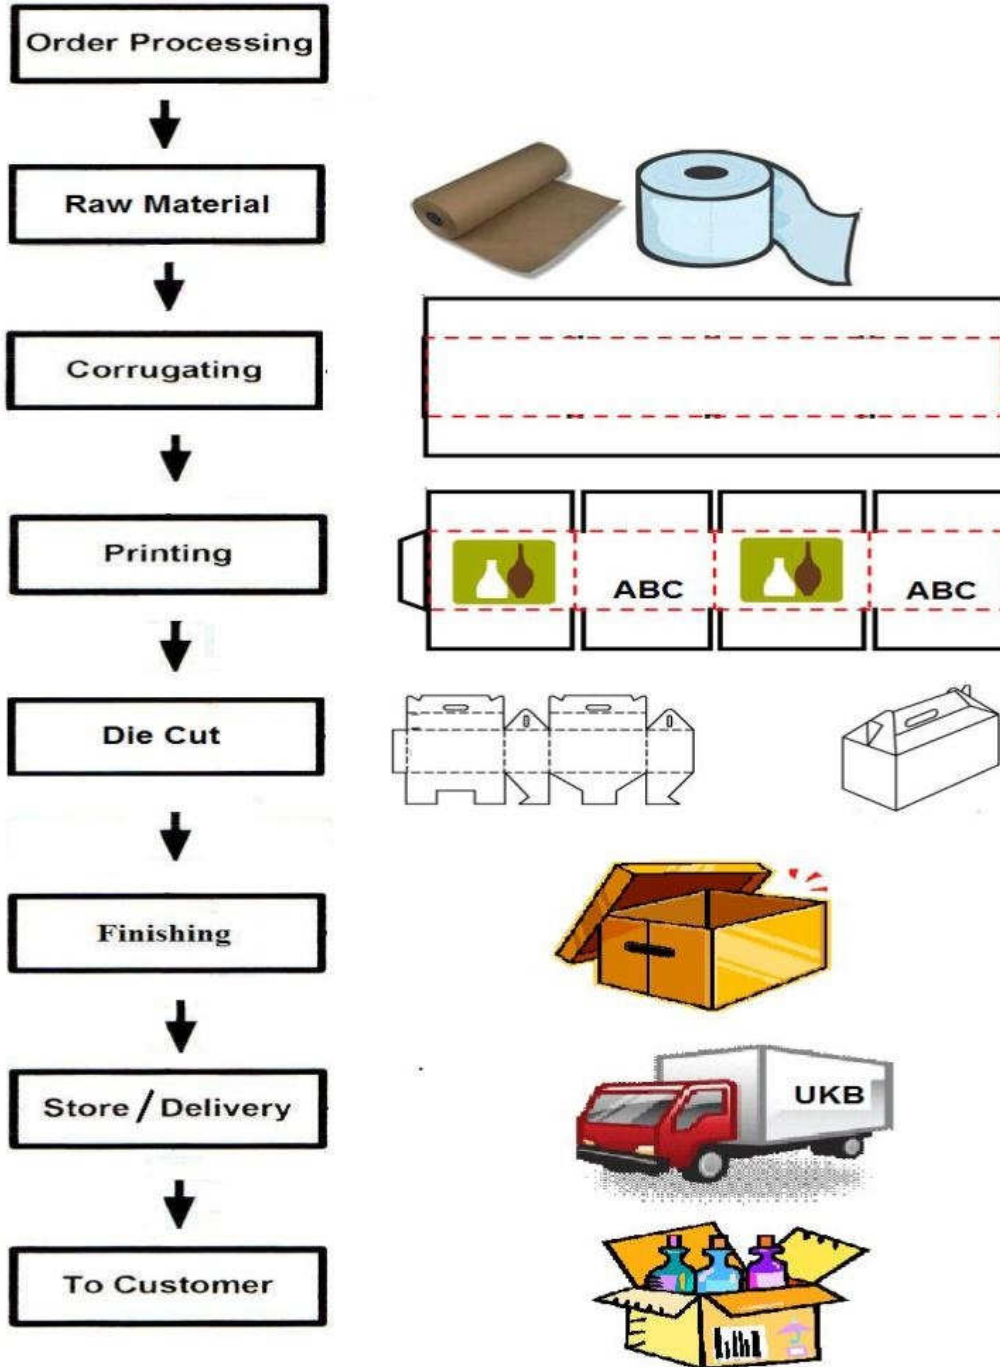 Order Processing
Raw Material
Corrugating
Printing
ABC
ABC
Die Cut
Finishing
Store / Delivery
UKB
To Customer